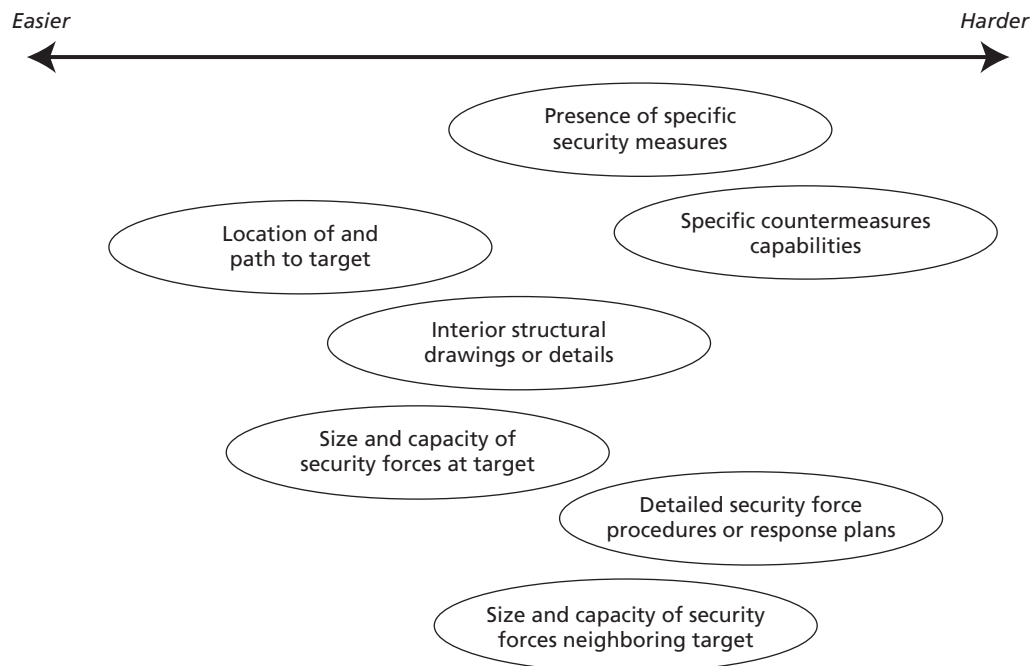 Easier
Harder
Presence of specific
security measures
Specific countermeasures
capabilities
Location of and
path to target
Interior structural
drawings or details
Size and capacity of
security forces at target
Detailed security force
procedures or response plans
Size and capacity of security
forces neighboring target